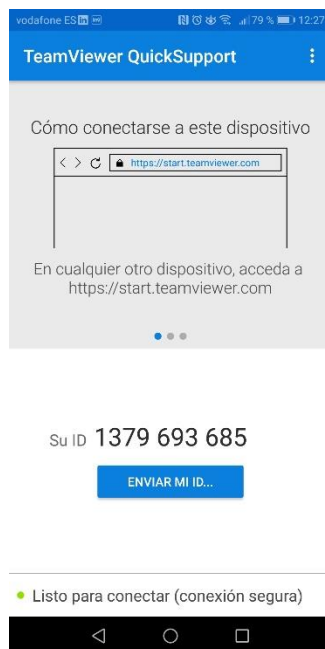 vodafone ES 79 % 12:27
TeamViewer QuickSupport
Cómo conectarse a este dispositivo
https://start.teamviewer.com
En cualquier otro dispositivo, acceda a
https://start.teamviewer.com
Su ID 1379 693 685
ENVIAR MI ID...
Listo para conectar (conexión segura)